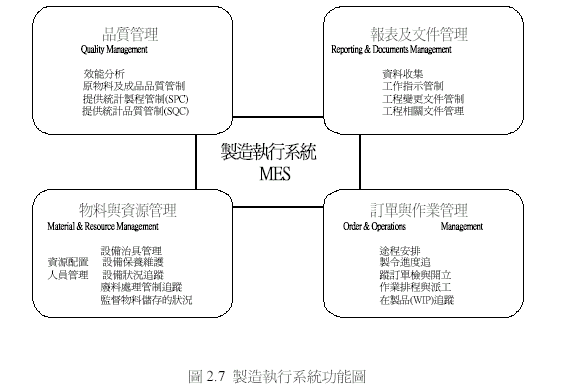 品質管理
Quality Management
效能分析
原物料及成品品質管制
提供統計製程管制(SPC)
提供統計品質管制(SQC)
報表及文件管理
Reporting & Documents Management
資料收集
工作指示管制
工程變更文件管制
工程相關文件管理
製造執行系統
MES
物料與資源管理
Material & Resource Management
設備治具管理
資源配置 設備保養維護
人員管理 設備狀況追蹤
廢料處理管制追蹤
監督物料儲存的狀況
訂單與作業管理
Order & Operations Management
途程安排
製令進度追
蹤訂單檢與開立
作業排程與派工
在製品(WIP)追蹤
圖 2.7 製造執行系統功能圖